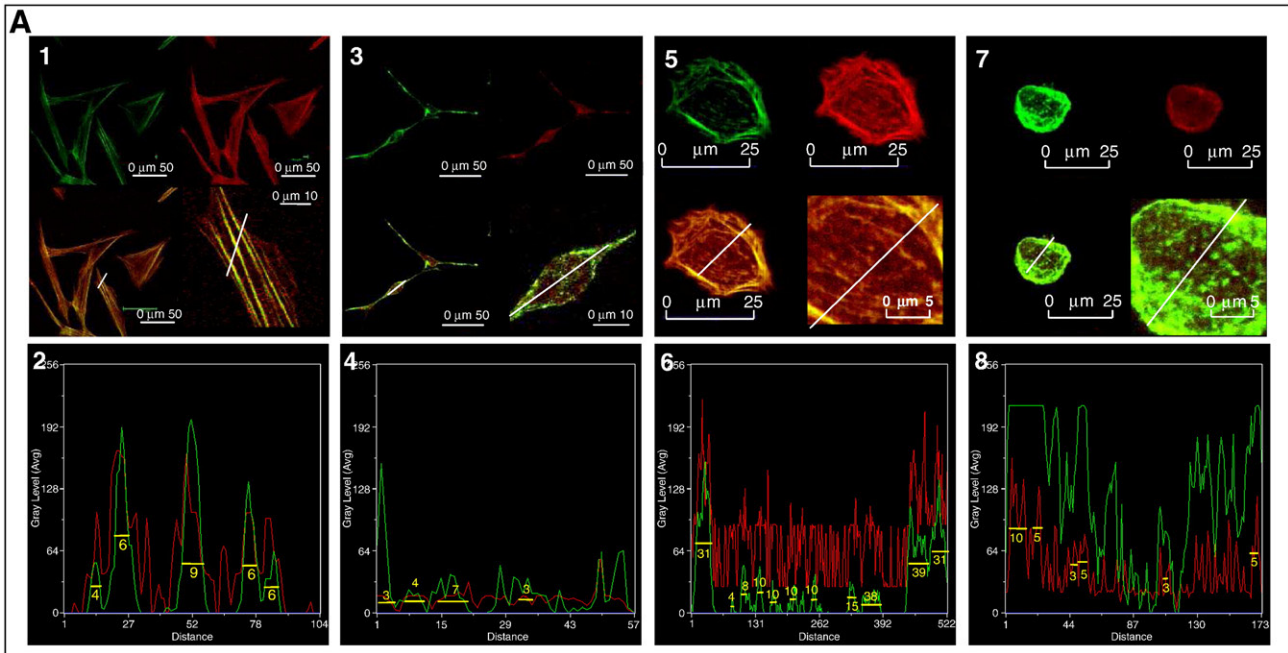 A
1
0 μm 50
0 μm 50
0 μm 10
0 μm 50
3
0 μm 50
0 μm 50
0 μm 50
0 μm 10
5
0 μm 25
0 μm 25
0 μm 25
0 μm 5
7
0 μm 25
0 μm 25
0 μm 25
0 μm 5
2
256
192
128
64
0
Gray Level (Avg)
4
6
9
6
6
1 27 52 78 104
Distance
4
256
192
128
64
0
Gray Level (Avg)
3
4
7
3
1 15 29 43 57
Distance
6
256
192
128
64
0
Gray Level (Avg)
31
4
8
10
10
10
10
15
38
39
31
1 131 262 392 522
Distance
8
256
192
128
64
0
Gray Level (Avg)
10
5
3
5
3
5
1 44 87 130 173
Distance